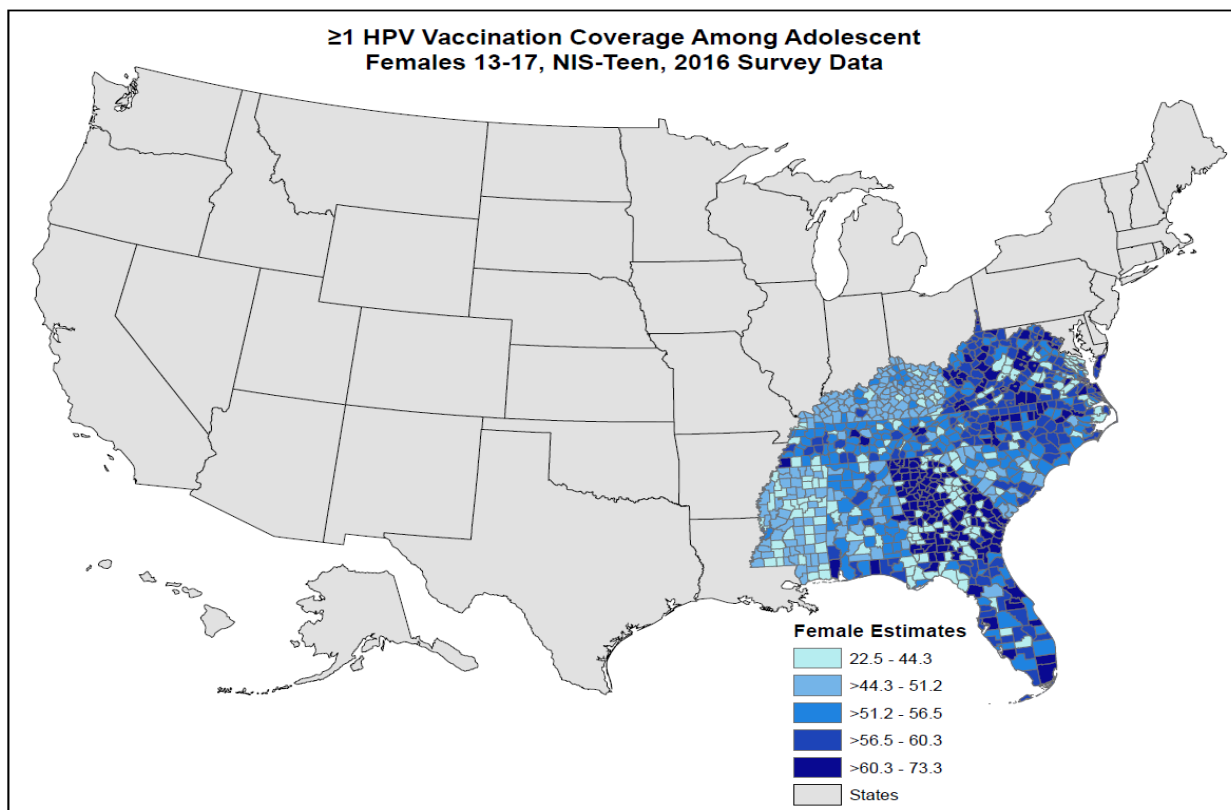 ≥1 HPV Vaccination Coverage Among Adolescent
Females 13-17, NIS-Teen, 2016 Survey Data
Female Estimates
22.5 - 44.3
>44.3 - 51.2
>51.2 - 56.5
>56.5 - 60.3
>60.3 - 73.3
States